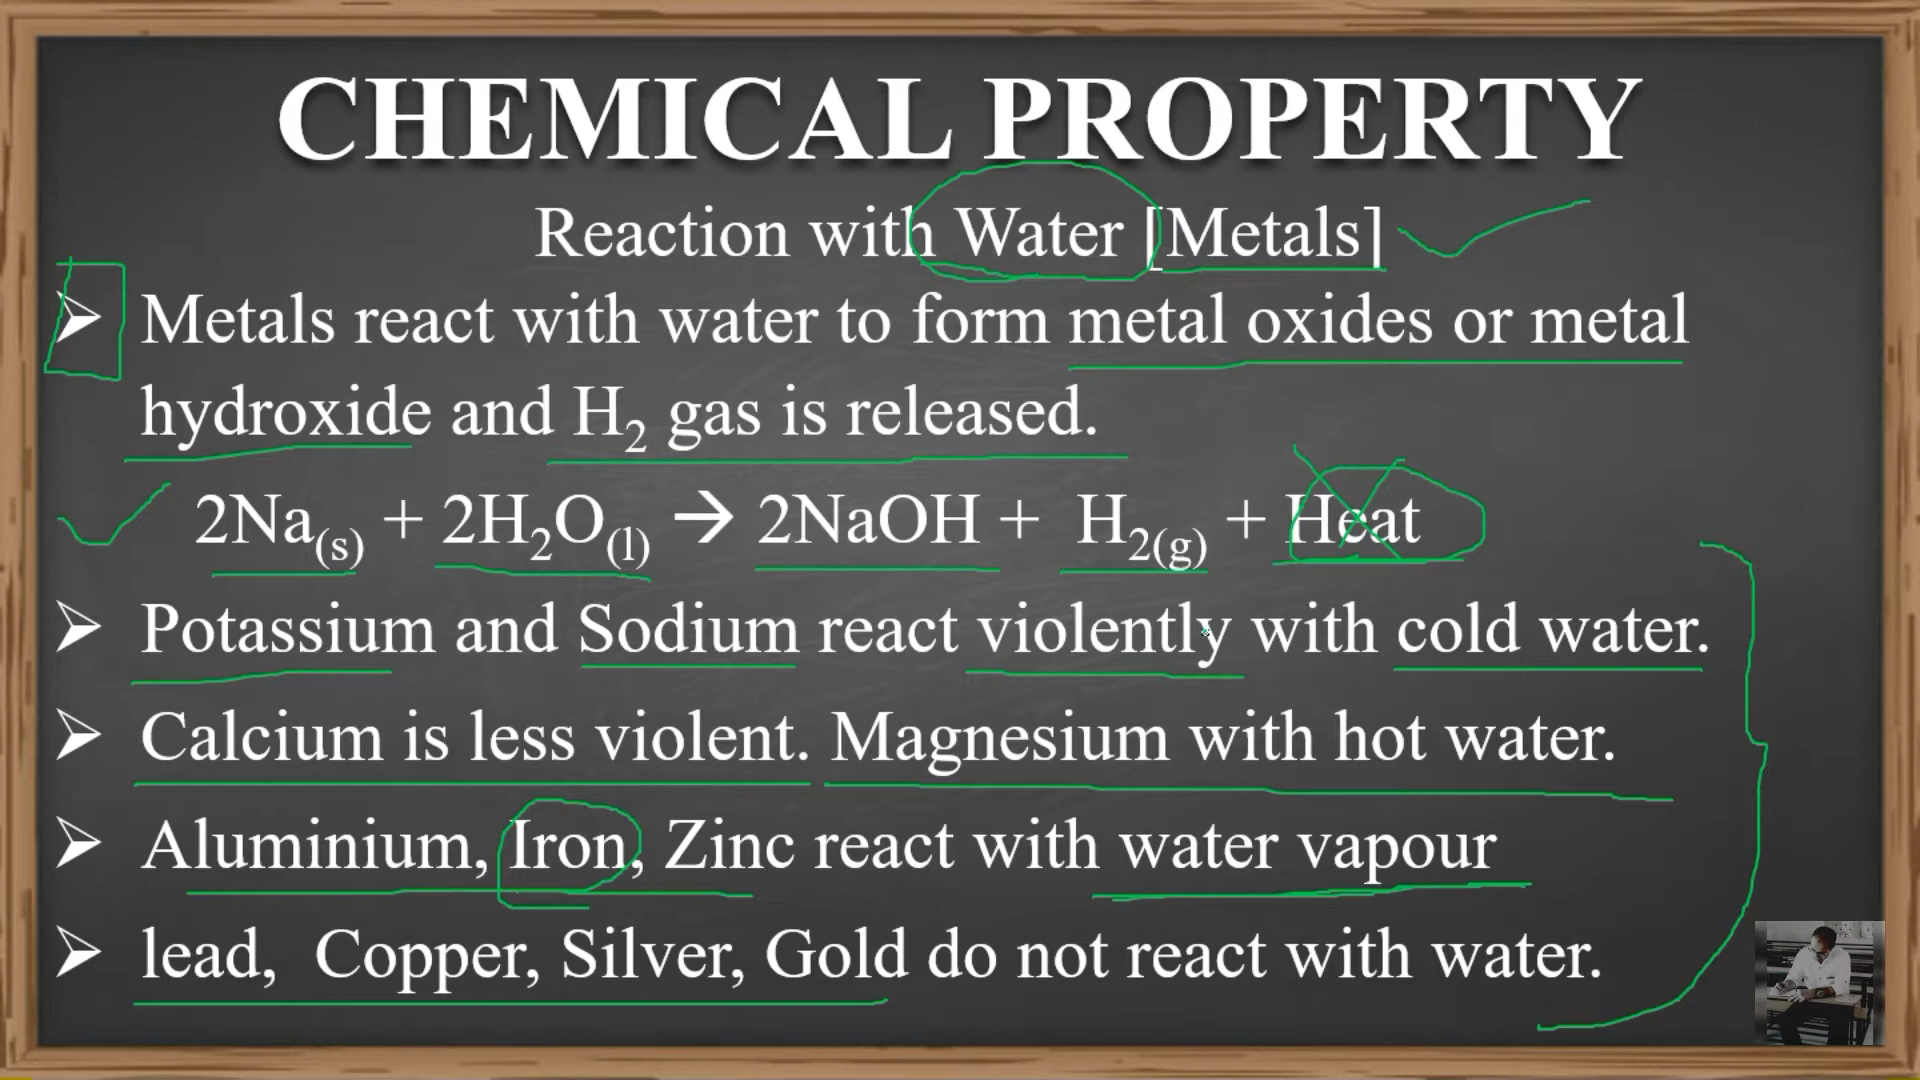 CHEMICAL PROPERTY
Reaction with Water [Metals]
➢ Metals react with water to form metal oxides or metal
hydroxide and H₂ gas is released.
2Na(s) + 2H₂O(l) → 2NaOH + H₂(g) + Heat
➢ Potassium and Sodium react violently with cold water.
➢ Calcium is less violent. Magnesium with hot water.
➢ Aluminium, Iron, Zinc react with water vapour
➢ lead, Copper, Silver, Gold do not react with water.